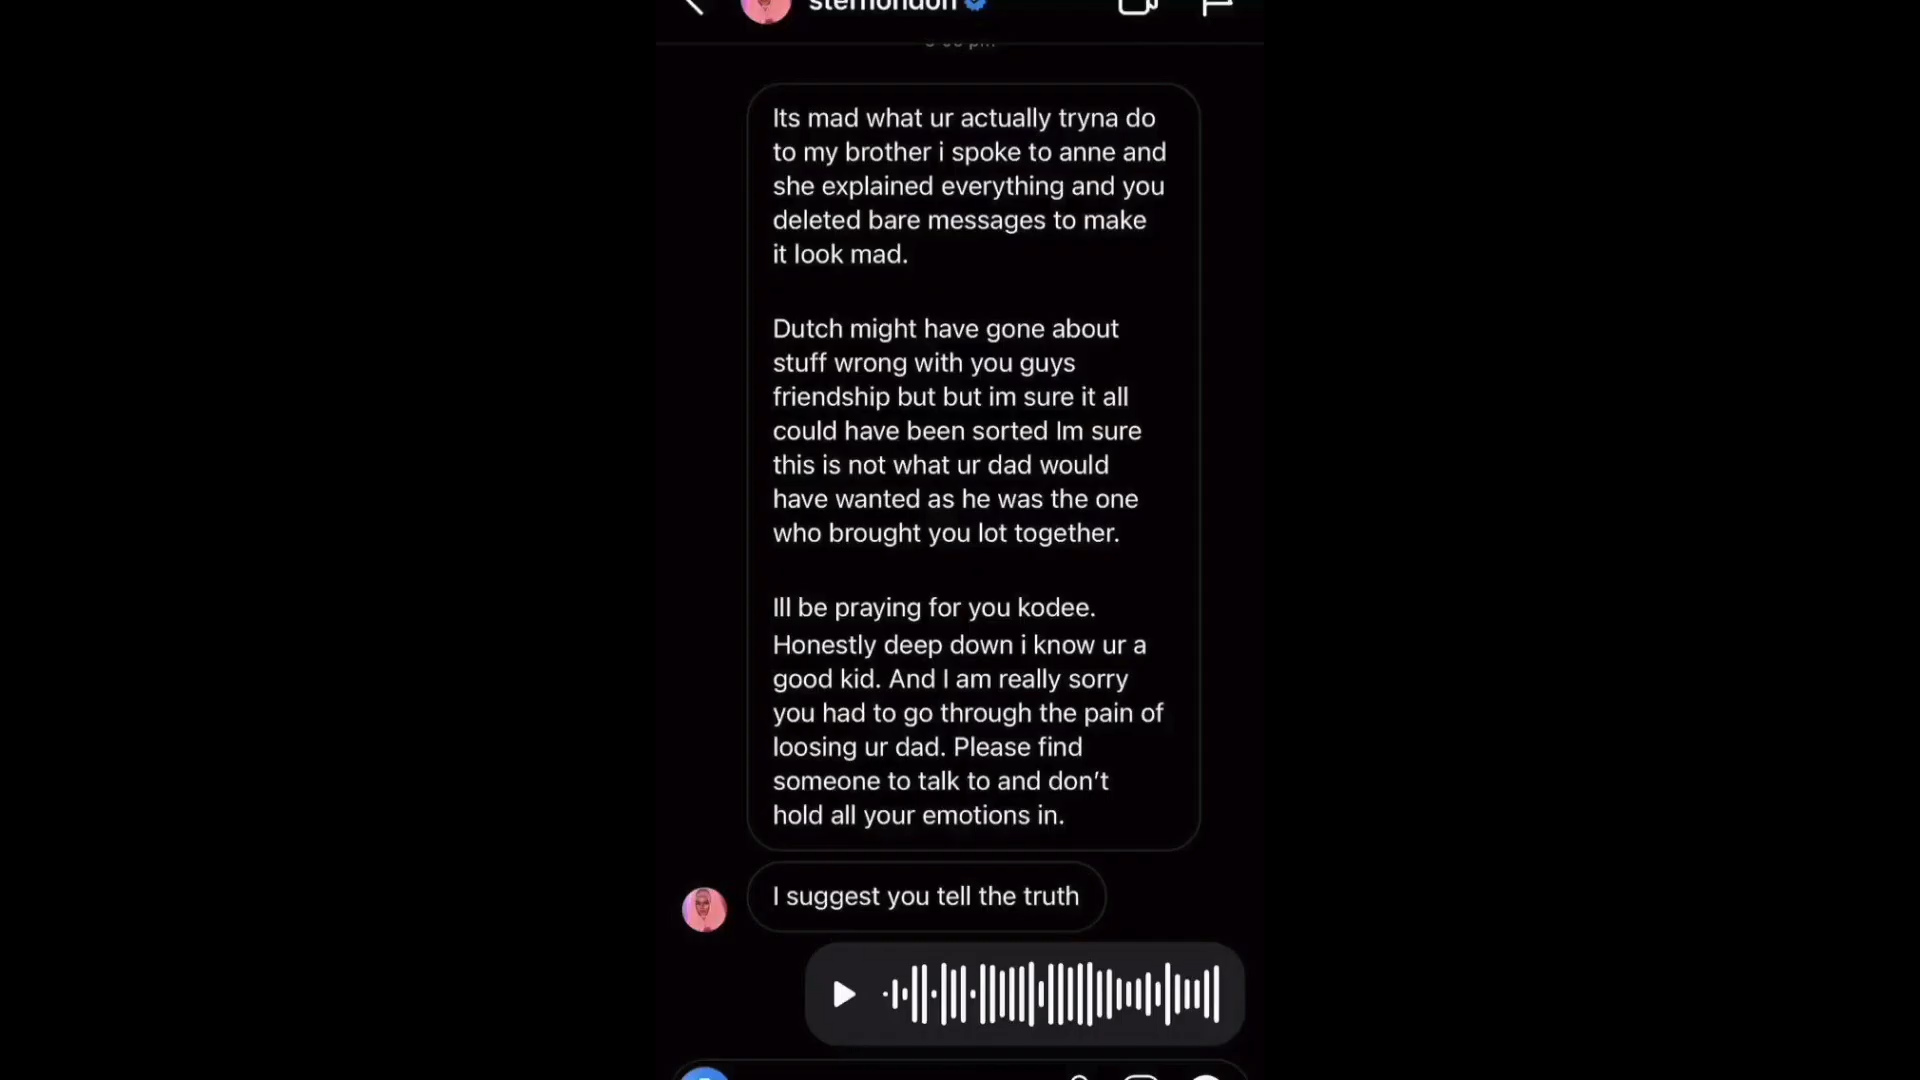 Its mad what ur actually tryna do
to my brother i spoke to anne and
she explained everything and you
deleted bare messages to make
it look mad.
Dutch might have gone about
stuff wrong with you guys
friendship but but im sure it all
could have been sorted Im sure
this is not what ur dad would
have wanted as he was the one
who brought you lot together.
Ill be praying for you kodee.
Honestly deep down i know ur a
good kid. And I am really sorry
you had to go through the pain of
loosing ur dad. Please find
someone to talk to and don't
hold all your emotions in.
I suggest you tell the truth